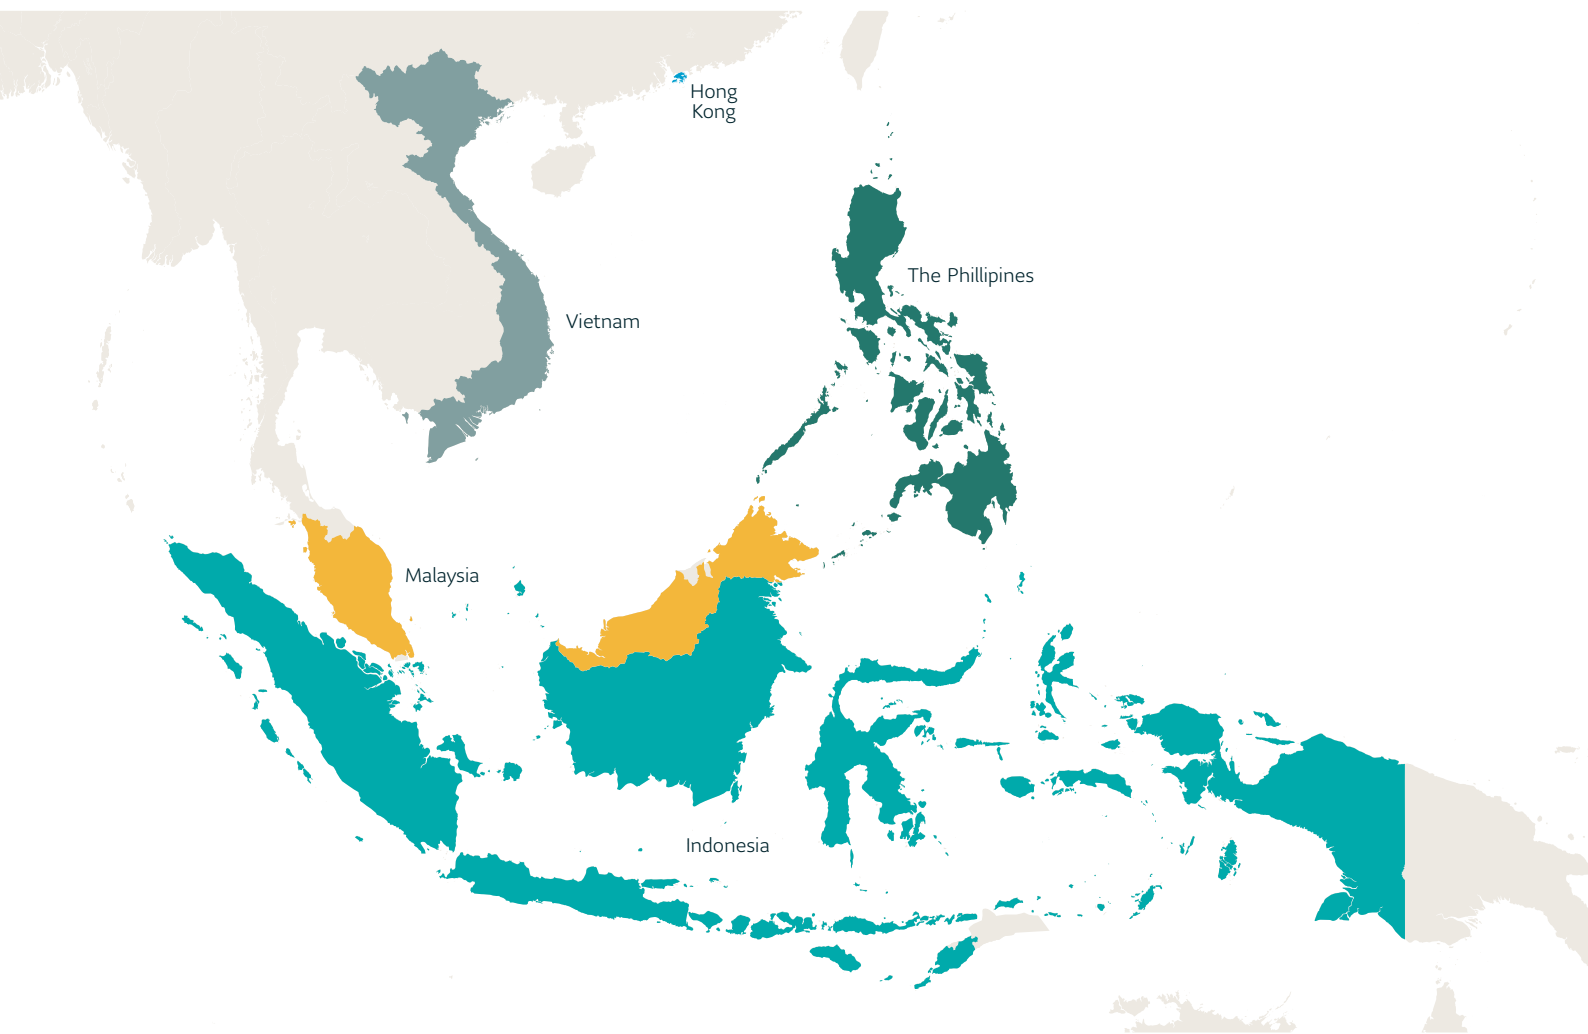 Hong
Kong
The Phillipines
Vietnam
Malaysia
Indonesia